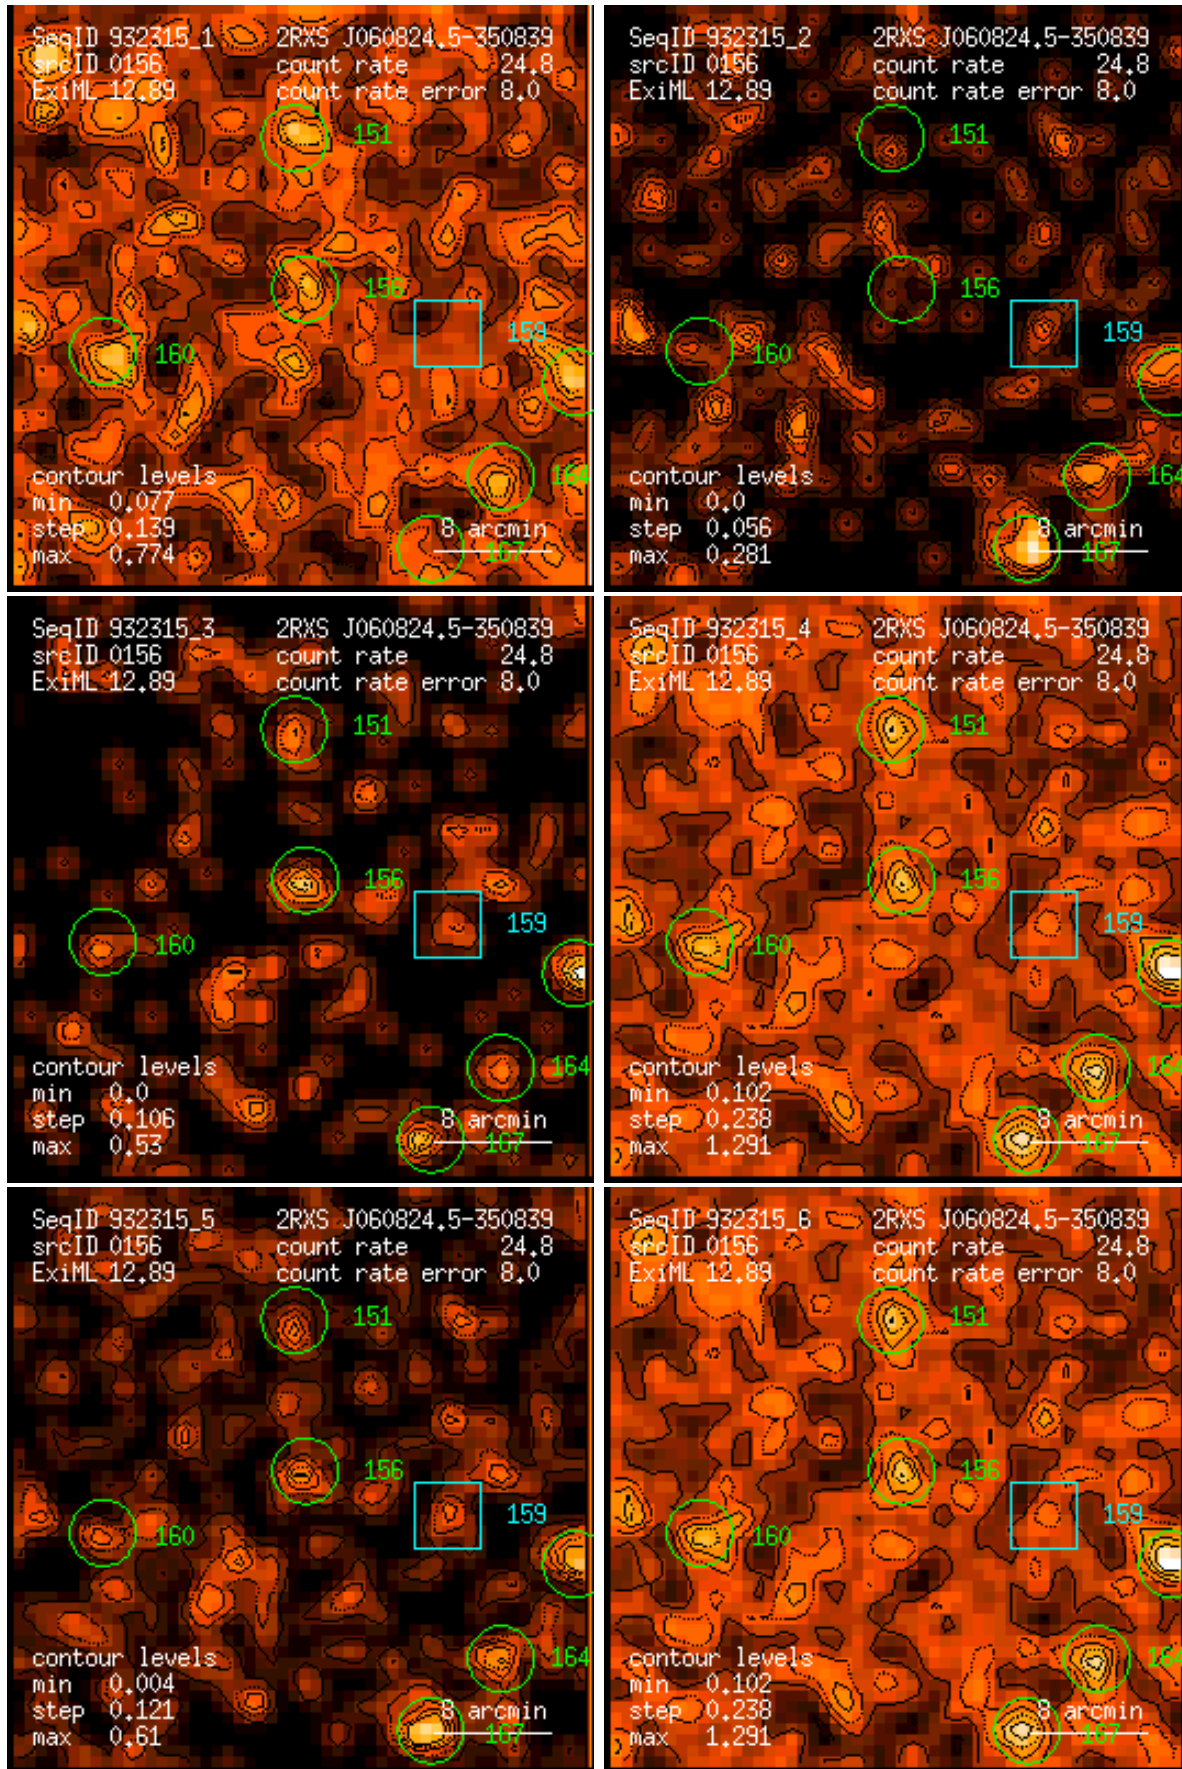 SeqID 932315_1 2RXS J060824.5-350839
srcID 0156 count rate 24.8
ExiML 12.89 count rate error 8.0
151
156
159
160
contour levels
164
min 0.077
step 0.139 8 arcmin
max 0.774 167
SeqID 932315_2 2RXS J060824.5-350839
srcID 0156 count rate 24.8
ExiML 12.89 count rate error 8.0
151
156
159
160
contour levels 164
min 0.0
step 0.056 8 arcmin
max 0.281 167
SeqID 932315_3 2RXS J060824.5-350839
srcID 0156 count rate 24.8
ExiML 12.89 count rate error 8.0
151
156
159
160
contour levels 164
min 0.0
step 0.106 8 arcmin
max 0.53 167
SeqID 932315_4 2RXS J060824.5-350839
srcID 0156 count rate 24.8
ExiML 12.89 count rate error 8.0
151
156
159
160
contour levels 164
min 0.102
step 0.238 8 arcmin
max 1.291 167
SeqID 932315_5 2RXS J060824.5-350839
srcID 0156 count rate 24.8
ExiML 12.89 count rate error 8.0
151
156
159
160
contour levels 164
min 0.004
step 0.121 8 arcmin
max 0.61 167
SeqID 932315_6 2RXS J060824.5-350839
srcID 0156 count rate 24.8
ExiML 12.89 count rate error 8.0
151
156
159
160
contour levels 164
min 0.102
step 0.238 8 arcmin
max 1.291 167